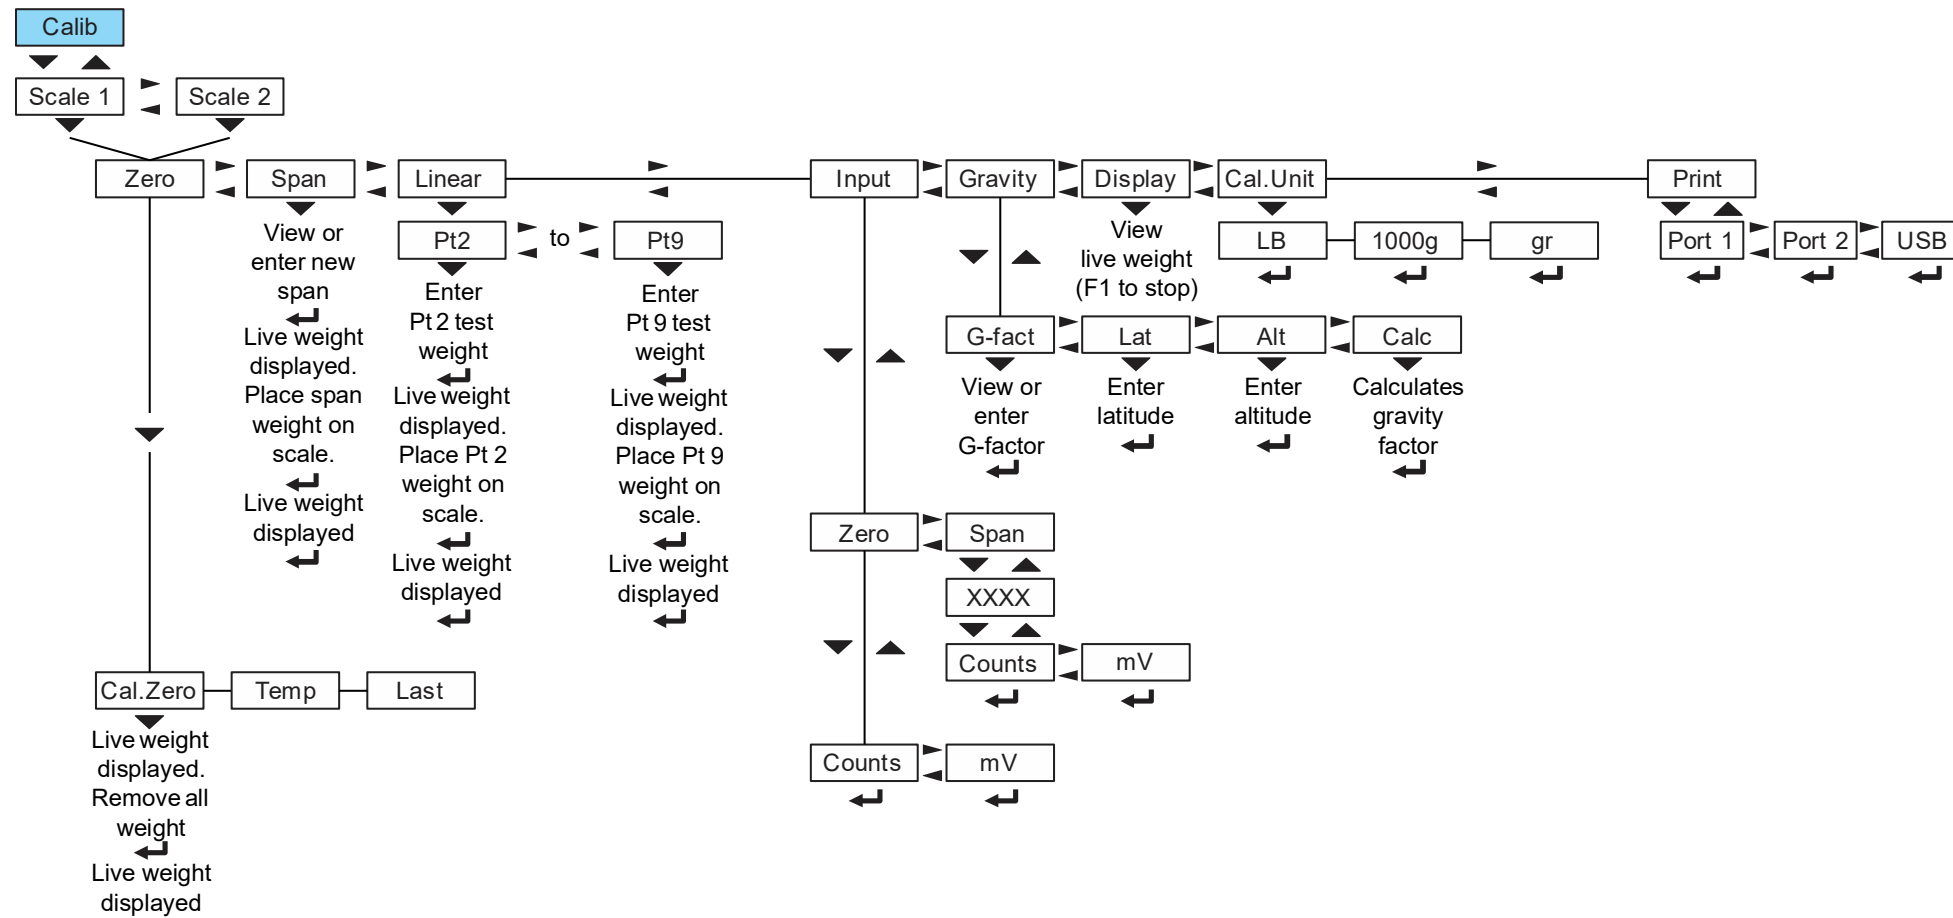 Calib
Scale 1
Scale 2
Zero
Span
Linear
Input
Gravity
Display
Cal.Unit
Print
View or
enter new
span
Live weight
displayed.
Place span
weight on
scale.
Live weight
displayed
Pt2
to
Pt9
Enter
Pt 2 test
weight
Live weight
displayed.
Place Pt 2
weight on
scale.
Live weight
displayed
Enter
Pt 9 test
weight
Live weight
displayed.
Place Pt 9
weight on
scale.
Live weight
displayed
View
live weight
(F1 to stop)
LB
1000g
gr
Port 1
Port 2
USB
G-fact
Lat
Alt
Calc
View or
enter
G-factor
Enter
latitude
Enter
altitude
Calculates
gravity
factor
Zero
Span
XXXX
Counts
mV
Counts
mV
Cal.Zero
Temp
Last
Live weight
displayed.
Remove all
weight
Live weight
displayed